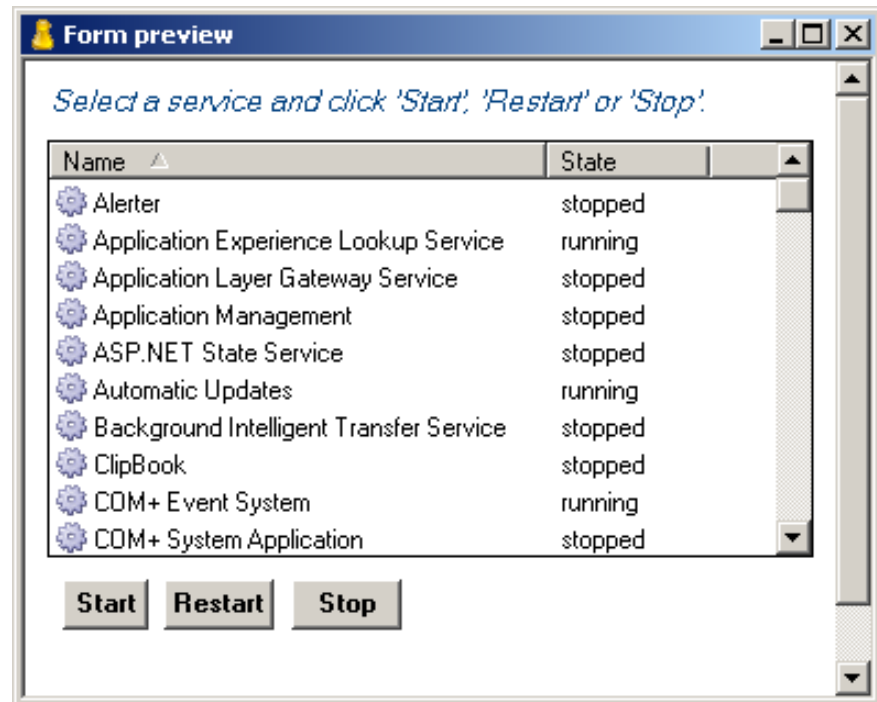 Form preview
Select a service and click 'Start', 'Restart' or 'Stop'.
Name State
Alerter stopped
Application Experience Lookup Service running
Application Layer Gateway Service stopped
Application Management stopped
ASP.NET State Service stopped
Automatic Updates running
Background Intelligent Transfer Service stopped
ClipBook stopped
COM+ Event System running
COM+ System Application stopped
Start Restart Stop